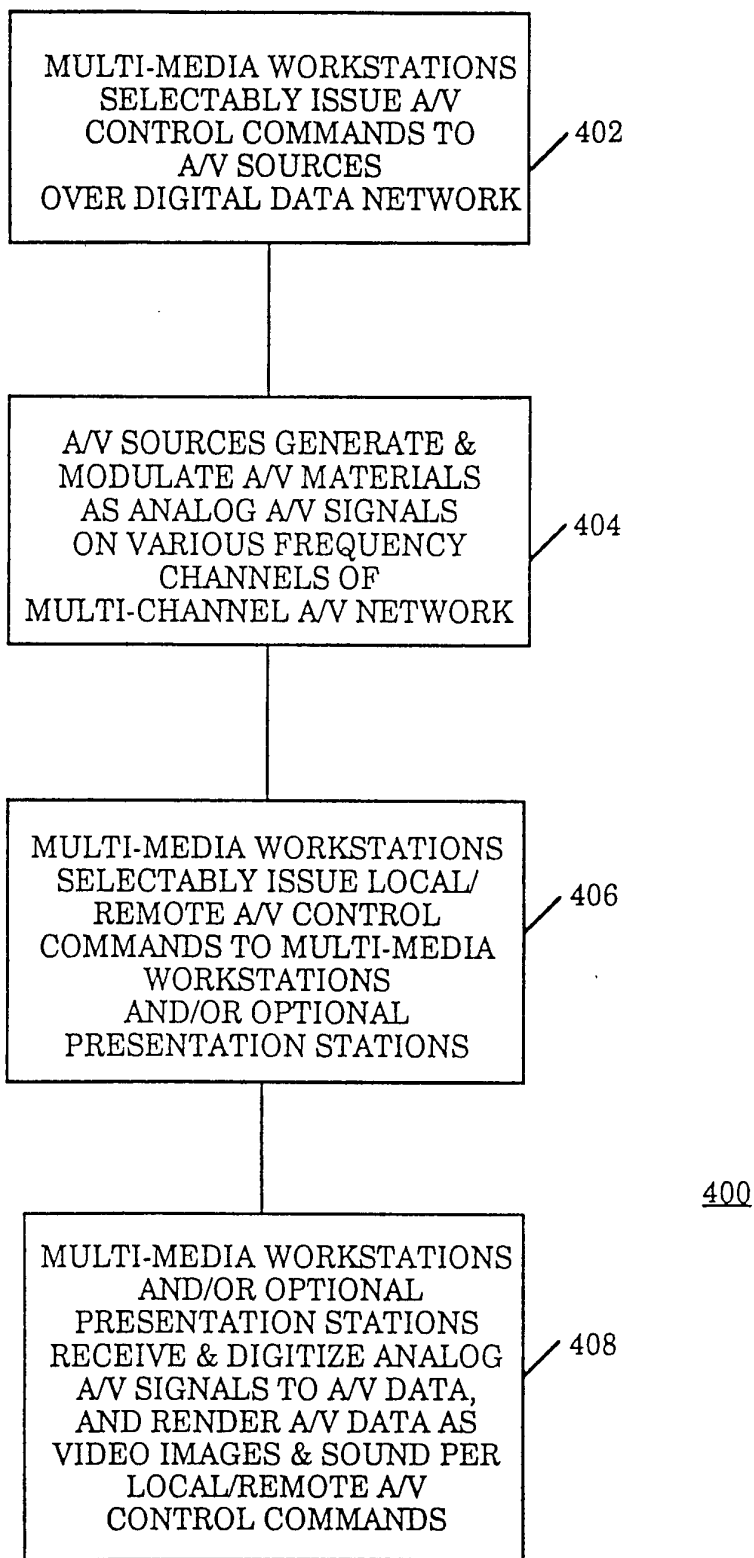 MULTI-MEDIA WORKSTATIONS
SELECTABLY ISSUE A/V
CONTROL COMMANDS TO
A/V SOURCES
OVER DIGITAL DATA NETWORK
402
A/V SOURCES GENERATE &
MODULATE A/V MATERIALS
AS ANALOG A/V SIGNALS
ON VARIOUS FREQUENCY
CHANNELS OF
MULTI-CHANNEL A/V NETWORK
404
MULTI-MEDIA WORKSTATIONS
SELECTABLY ISSUE LOCAL/
REMOTE A/V CONTROL
COMMANDS TO MULTI-MEDIA
WORKSTATIONS
AND/OR OPTIONAL
PRESENTATION STATIONS
406
400
MULTI-MEDIA WORKSTATIONS
AND/OR OPTIONAL
PRESENTATION STATIONS
RECEIVE & DIGITIZE ANALOG
A/V SIGNALS TO A/V DATA,
AND RENDER A/V DATA AS
VIDEO IMAGES & SOUND PER
LOCAL/REMOTE A/V
CONTROL COMMANDS
408